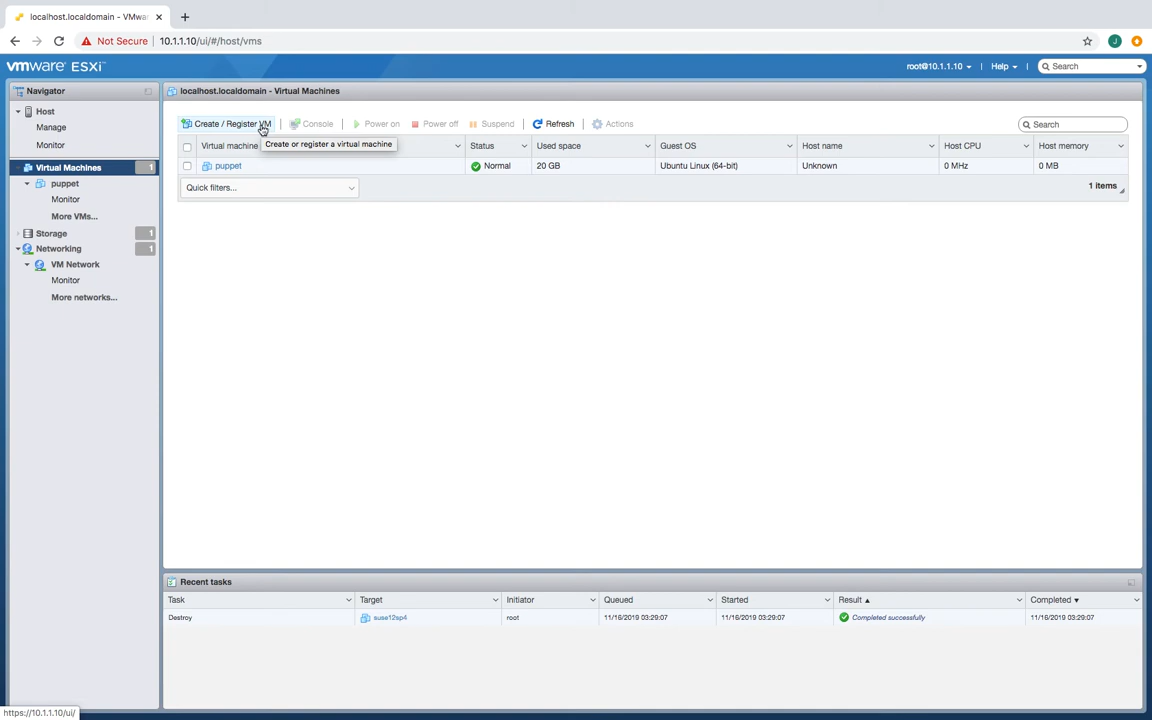 localhost.localdomain - VMwa
Not Secure | 10.1.1.10/ui/#/host/vms
J
vmware ESXi
root@10.1.1.10 | Help | Search
Navigator
Host
Manage
Monitor
Virtual Machines 1
puppet
Monitor
More VMs...
Storage 1
Networking 1
VM Network
Monitor
More networks...
localhost.localdomain - Virtual Machines
Create / Register VM | Console | Power on Power off Suspend | Refresh | Actions
Search
Create or register a virtual machine
Virtual machine Status Used space Guest OS Host name Host CPU Host memory
puppet Normal 20 GB Ubuntu Linux (64-bit) Unknown 0 MHz 0 MB
Quick filters... 1 items
Recent tasks
Task Target Initiator Queued Started Result ▲ Completed ▼
Destroy suse12sp4 root 11/16/2019 03:29:07 11/16/2019 03:29:07 Completed successfully 11/16/2019 03:29:07
https://10.1.1.10/ui/